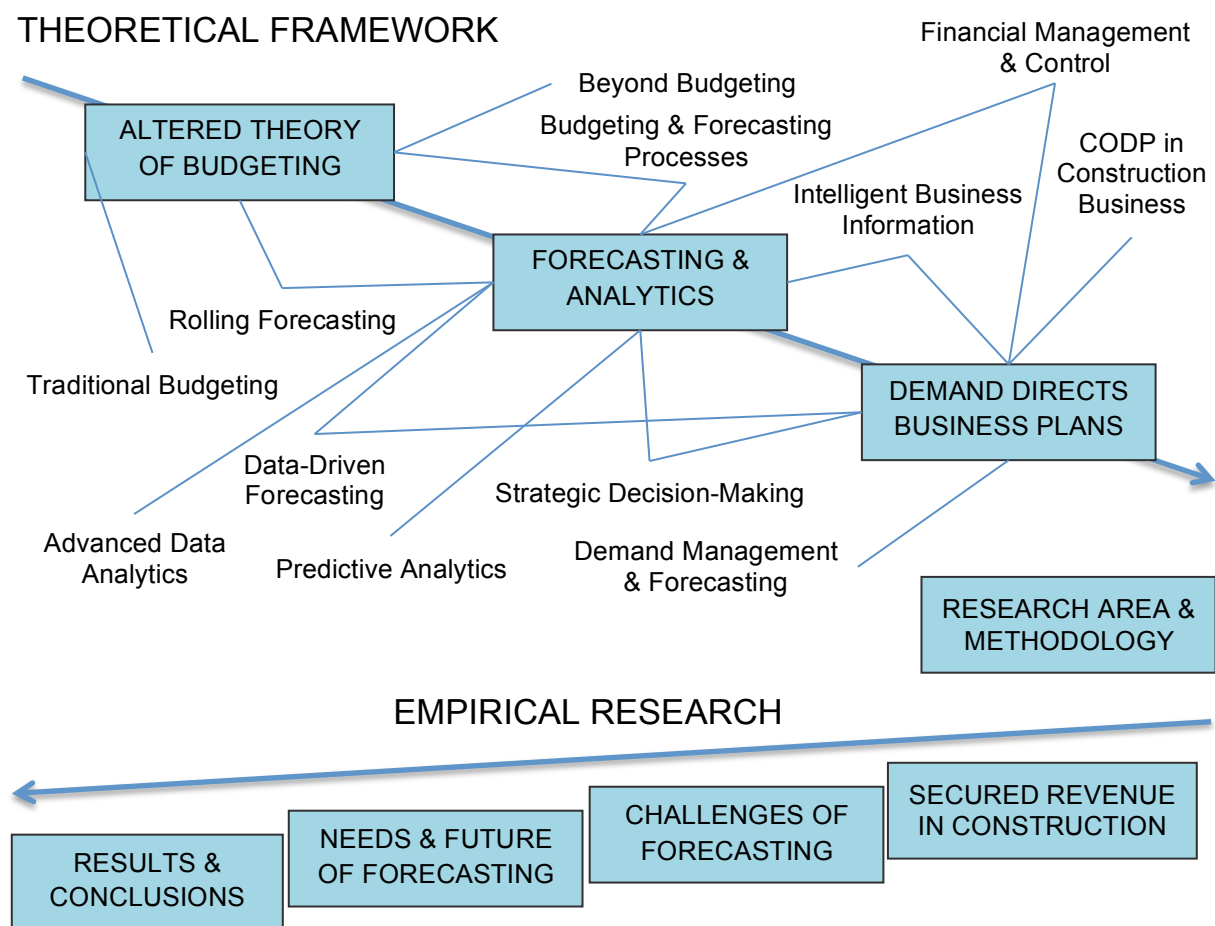 THEORETICAL FRAMEWORK
Financial Management
& Control
Beyond Budgeting
ALTERED THEORY
OF BUDGETING
Budgeting & Forecasting
Processes
CODP in
Construction
Business
Intelligent Business
Information
FORECASTING &
ANALYTICS
Rolling Forecasting
Traditional Budgeting
DEMAND DIRECTS
BUSINESS PLANS
Data-Driven
Forecasting
Strategic Decision-Making
Advanced Data
Analytics
Predictive Analytics
Demand Management
& Forecasting
RESEARCH AREA &
METHODOLOGY
EMPIRICAL RESEARCH
SECURED REVENUE
IN CONSTRUCTION
CHALLENGES OF
FORECASTING
NEEDS & FUTURE
OF FORECASTING
RESULTS &
CONCLUSIONS